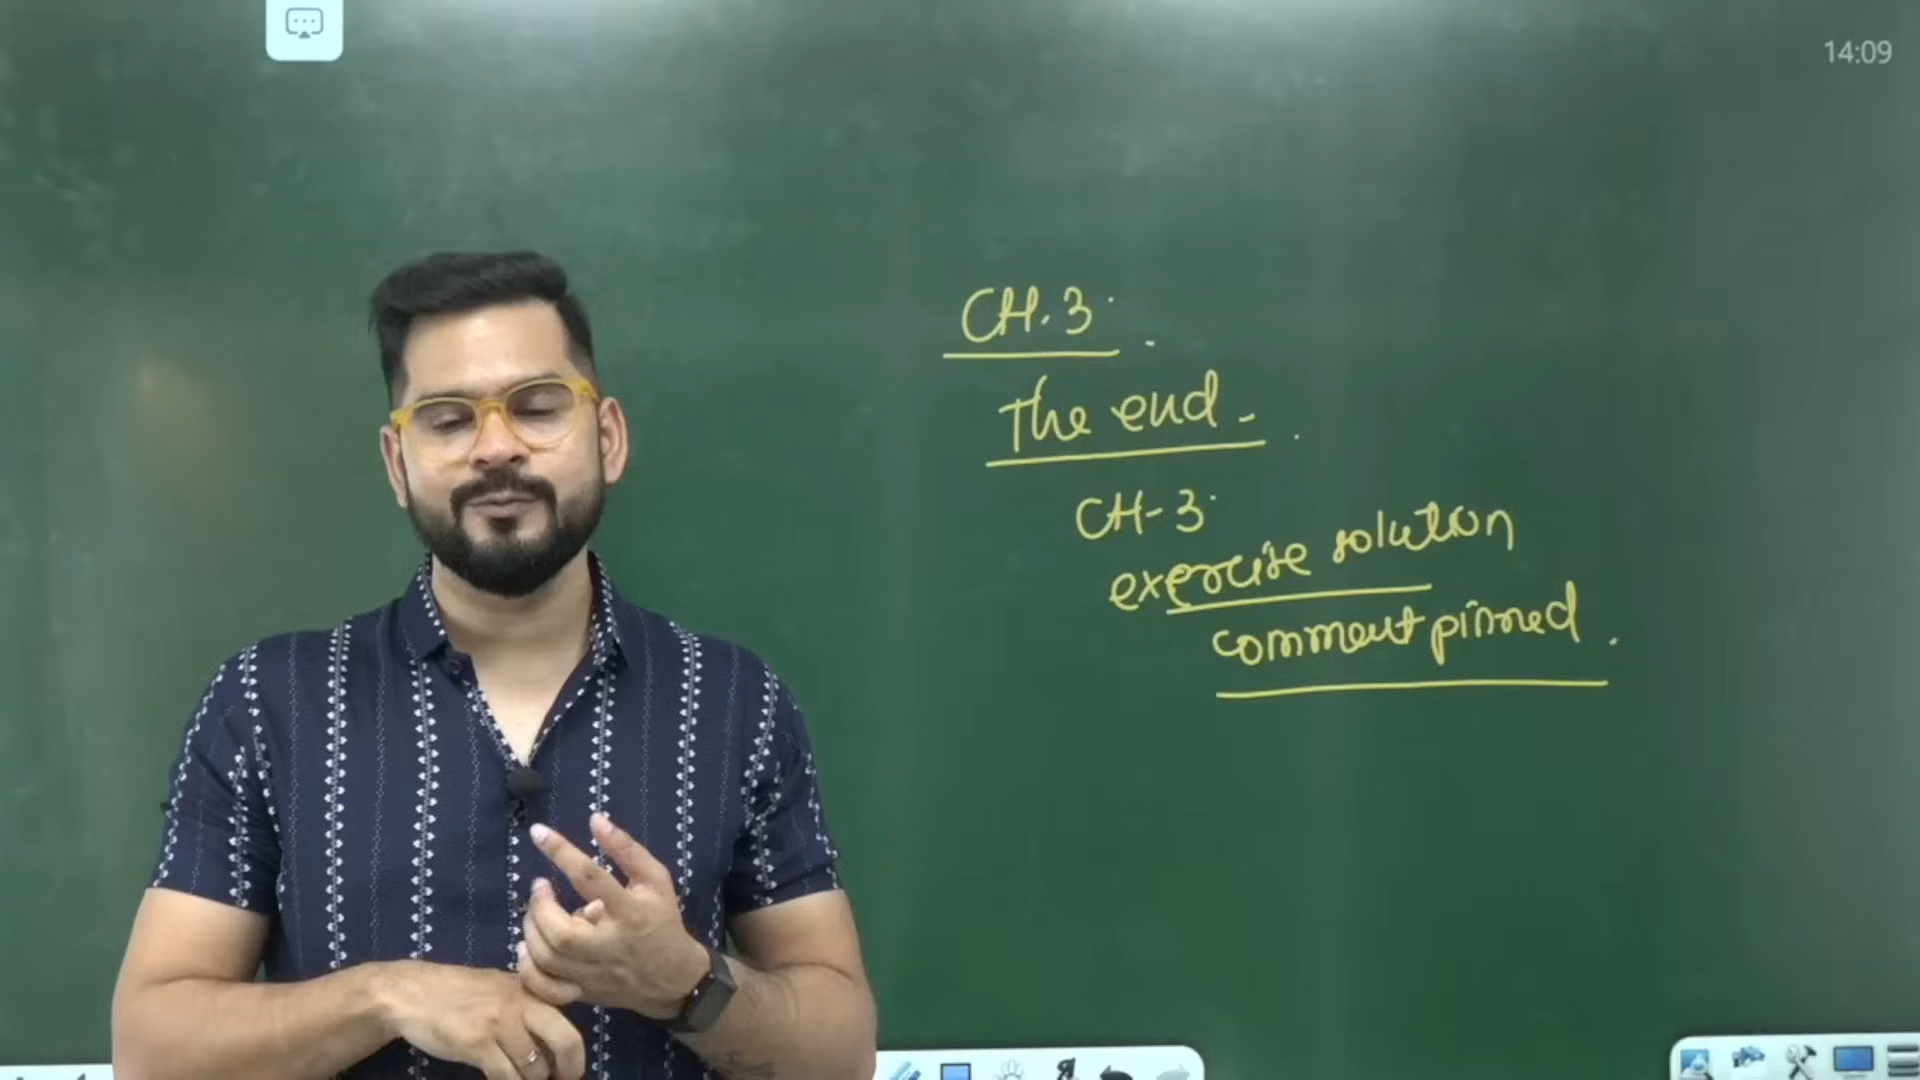 14:09
CH.3.
The end -
CH-3.
exercise solution
comment pinned.